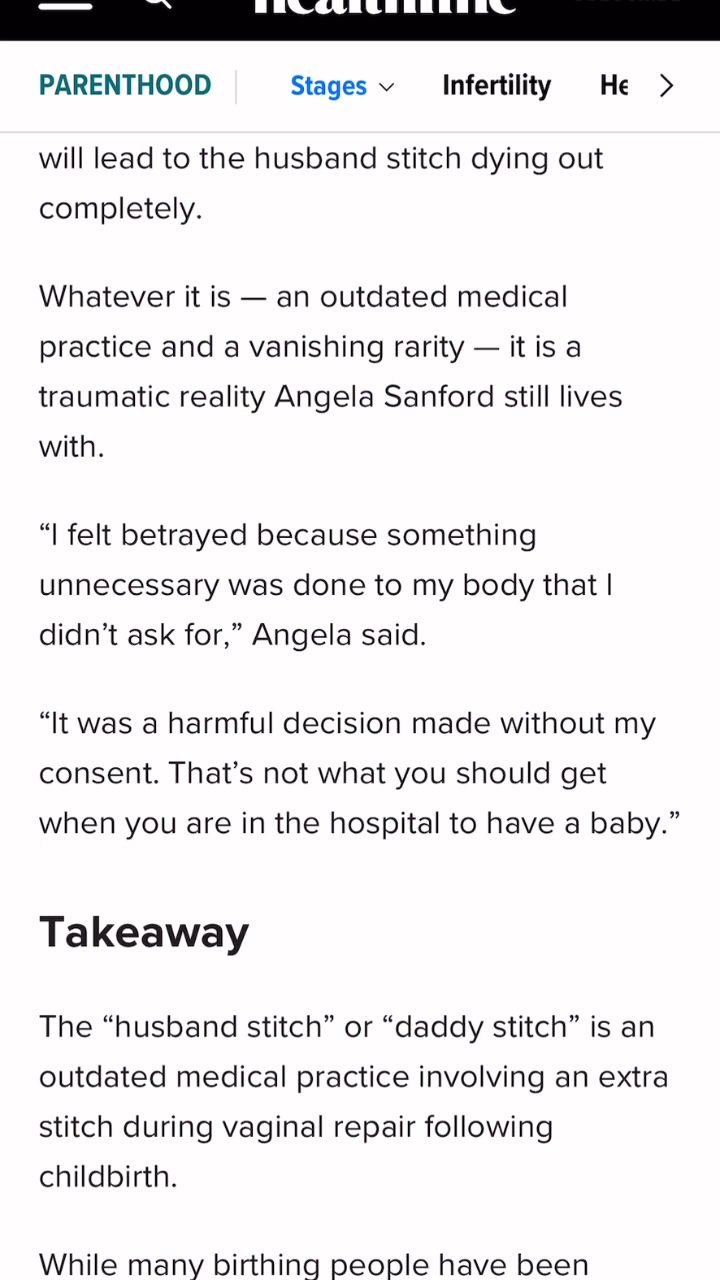 healthline
PARENTHOOD
Stages
Infertility
He
will lead to the husband stitch dying out
completely.
Whatever it is — an outdated medical
practice and a vanishing rarity — it is a
traumatic reality Angela Sanford still lives
with.
“I felt betrayed because something
unnecessary was done to my body that I
didn’t ask for,” Angela said.
“It was a harmful decision made without my
consent. That’s not what you should get
when you are in the hospital to have a baby.”
Takeaway
The “husband stitch” or “daddy stitch” is an
outdated medical practice involving an extra
stitch during vaginal repair following
childbirth.
While many birthing people have been